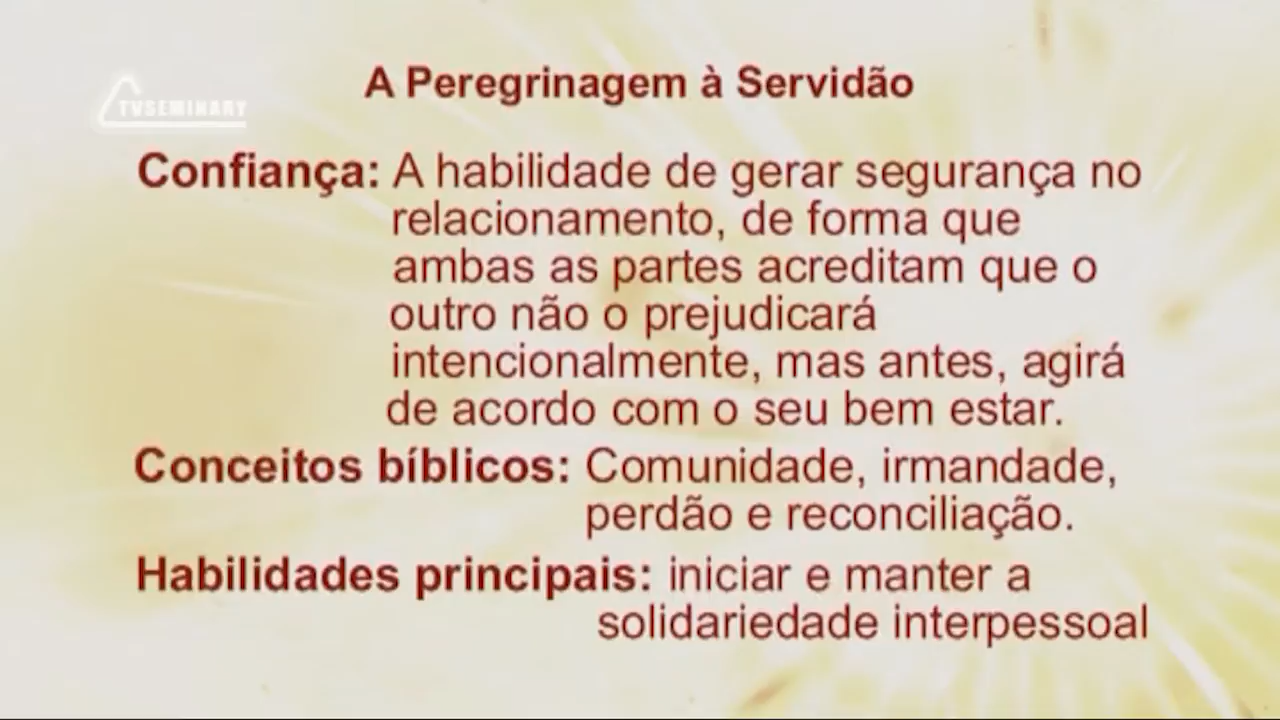 A Peregrinagem à Servidão
TVSEMINARY
Confiança: A habilidade de gerar segurança no
relacionamento, de forma que
ambas as partes acreditam que o
outro não o prejudicará
intencionalmente, mas antes, agirá
de acordo com o seu bem estar.
Conceitos bíblicos: Comunidade, irmandade,
perdão e reconciliação.
Habilidades principais: iniciar e manter a
solidariedade interpessoal